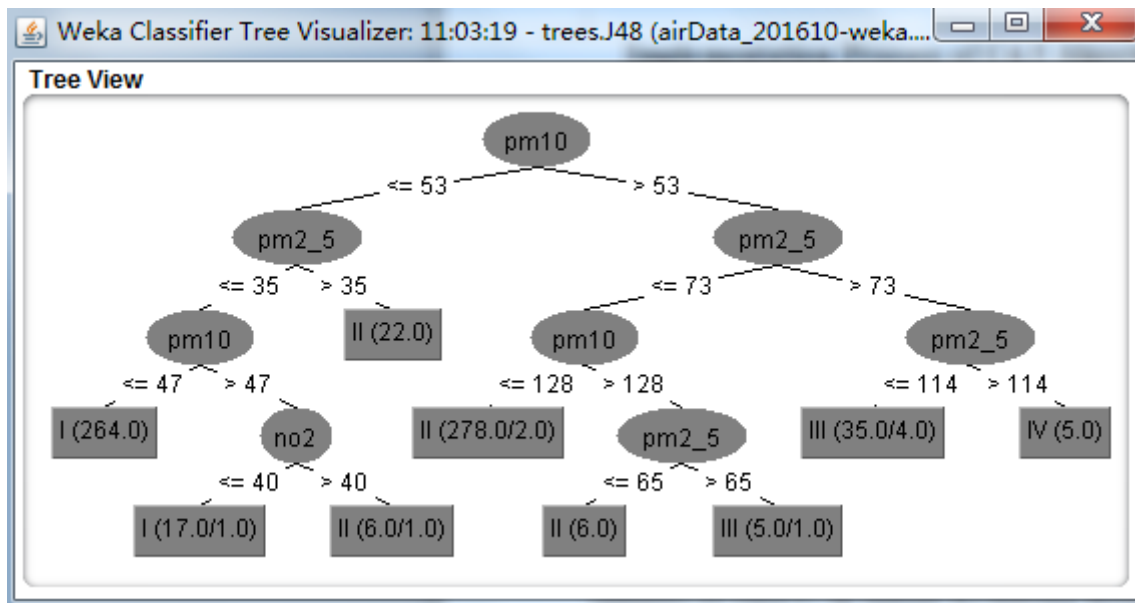 Weka Classifier Tree Visualizer: 11:03:19 - trees.J48 (airData_201610-weka....
Tree View
pm10
<= 53 > 53
pm2_5 pm2_5
<= 35 > 35 <= 73 > 73
pm10 II (22.0) pm10 pm2_5
<= 47 > 47 <= 128 > 128 <= 114 > 114
I (264.0) no2 II (278.0/2.0) pm2_5 III (35.0/4.0) IV (5.0)
<= 40 > 40 <= 65 > 65
I (17.0/1.0) II (6.0/1.0) II (6.0) III (5.0/1.0)